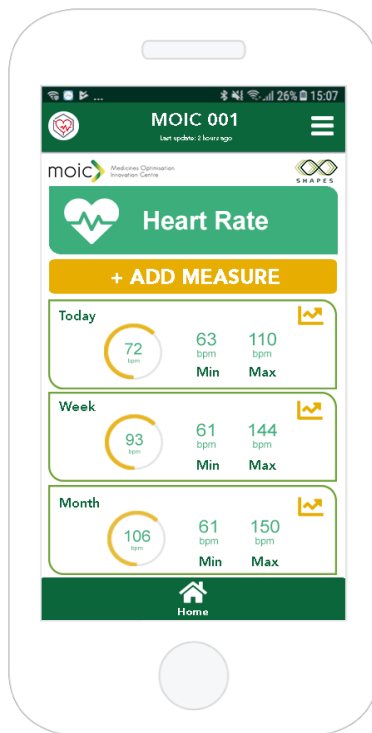 ... 26% 15:07
MOIC 001
Last update: 2 hours ago
moic Medicines Optimisation
Innovation Centre
SHAPES
Heart Rate
+ ADD MEASURE
Today
72
bpm
63
bpm
Min
110
bpm
Max
Week
93
bpm
61
bpm
Min
144
bpm
Max
Month
106
bpm
61
bpm
Min
150
bpm
Max
Home